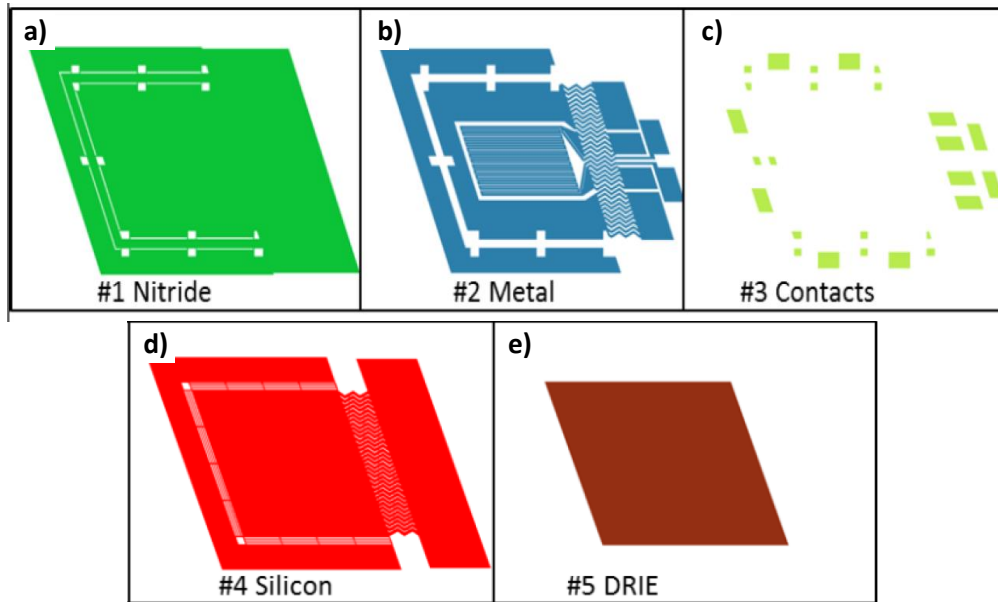 a)
#1 Nitride
b)
#2 Metal
c)
#3 Contacts
d)
#4 Silicon
e)
#5 DRIE